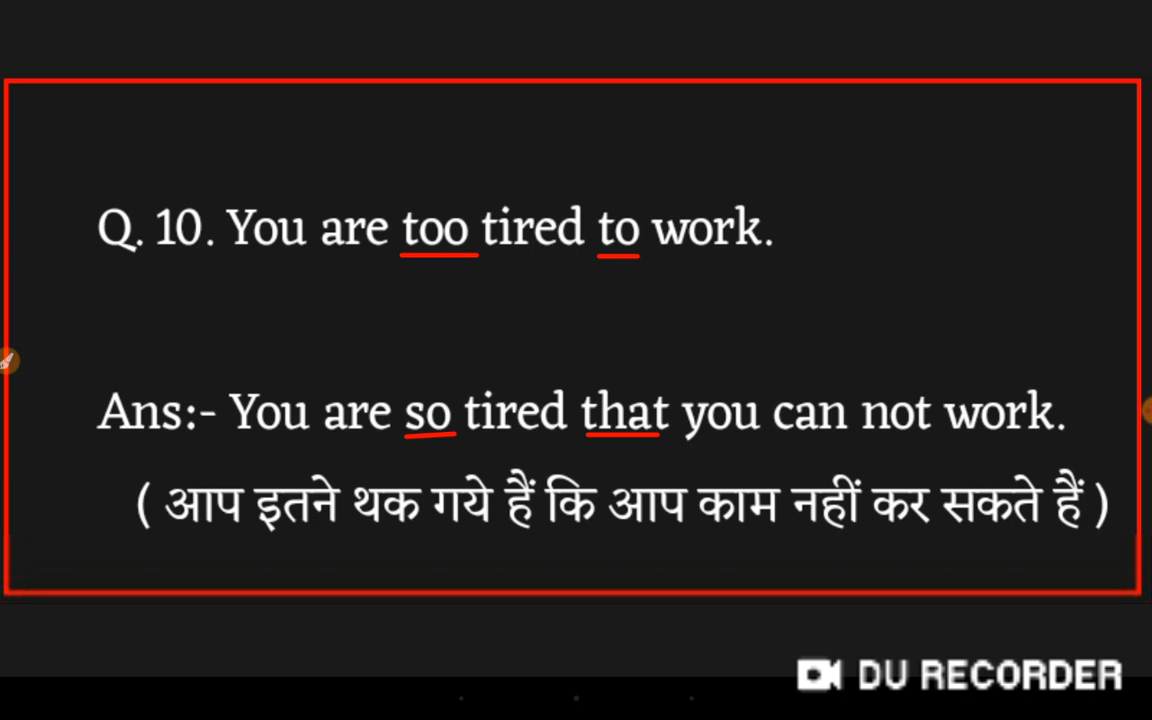 Q. 10. You are too tired to work.
Ans:- You are so tired that you can not work.
( आप इतने थक गये हैं कि आप काम नहीं कर सकते हैं )
DU RECORDER